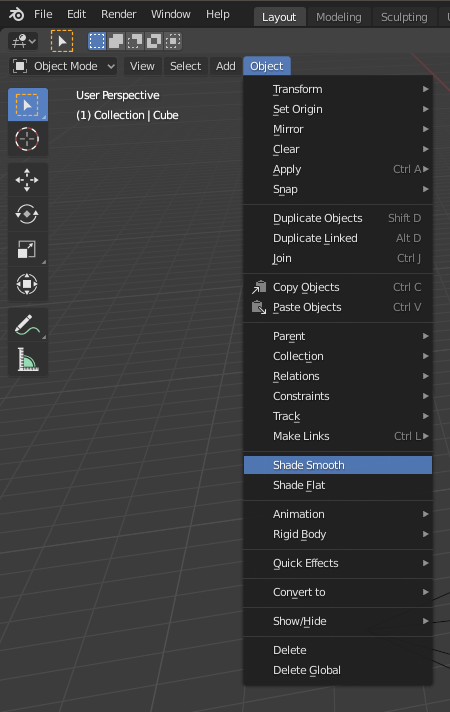 File Edit Render Window Help Layout Modeling Sculpting
Object Mode View Select Add Object
User Perspective
(1) Collection | Cube
Transform
Set Origin
Mirror
Clear
Apply Ctrl A
Snap
Duplicate Objects Shift D
Duplicate Linked Alt D
Join Ctrl J
Copy Objects Ctrl C
Paste Objects Ctrl V
Parent
Collection
Relations
Constraints
Track
Make Links Ctrl L
Shade Smooth
Shade Flat
Animation
Rigid Body
Quick Effects
Convert to
Show/Hide
Delete
Delete Global